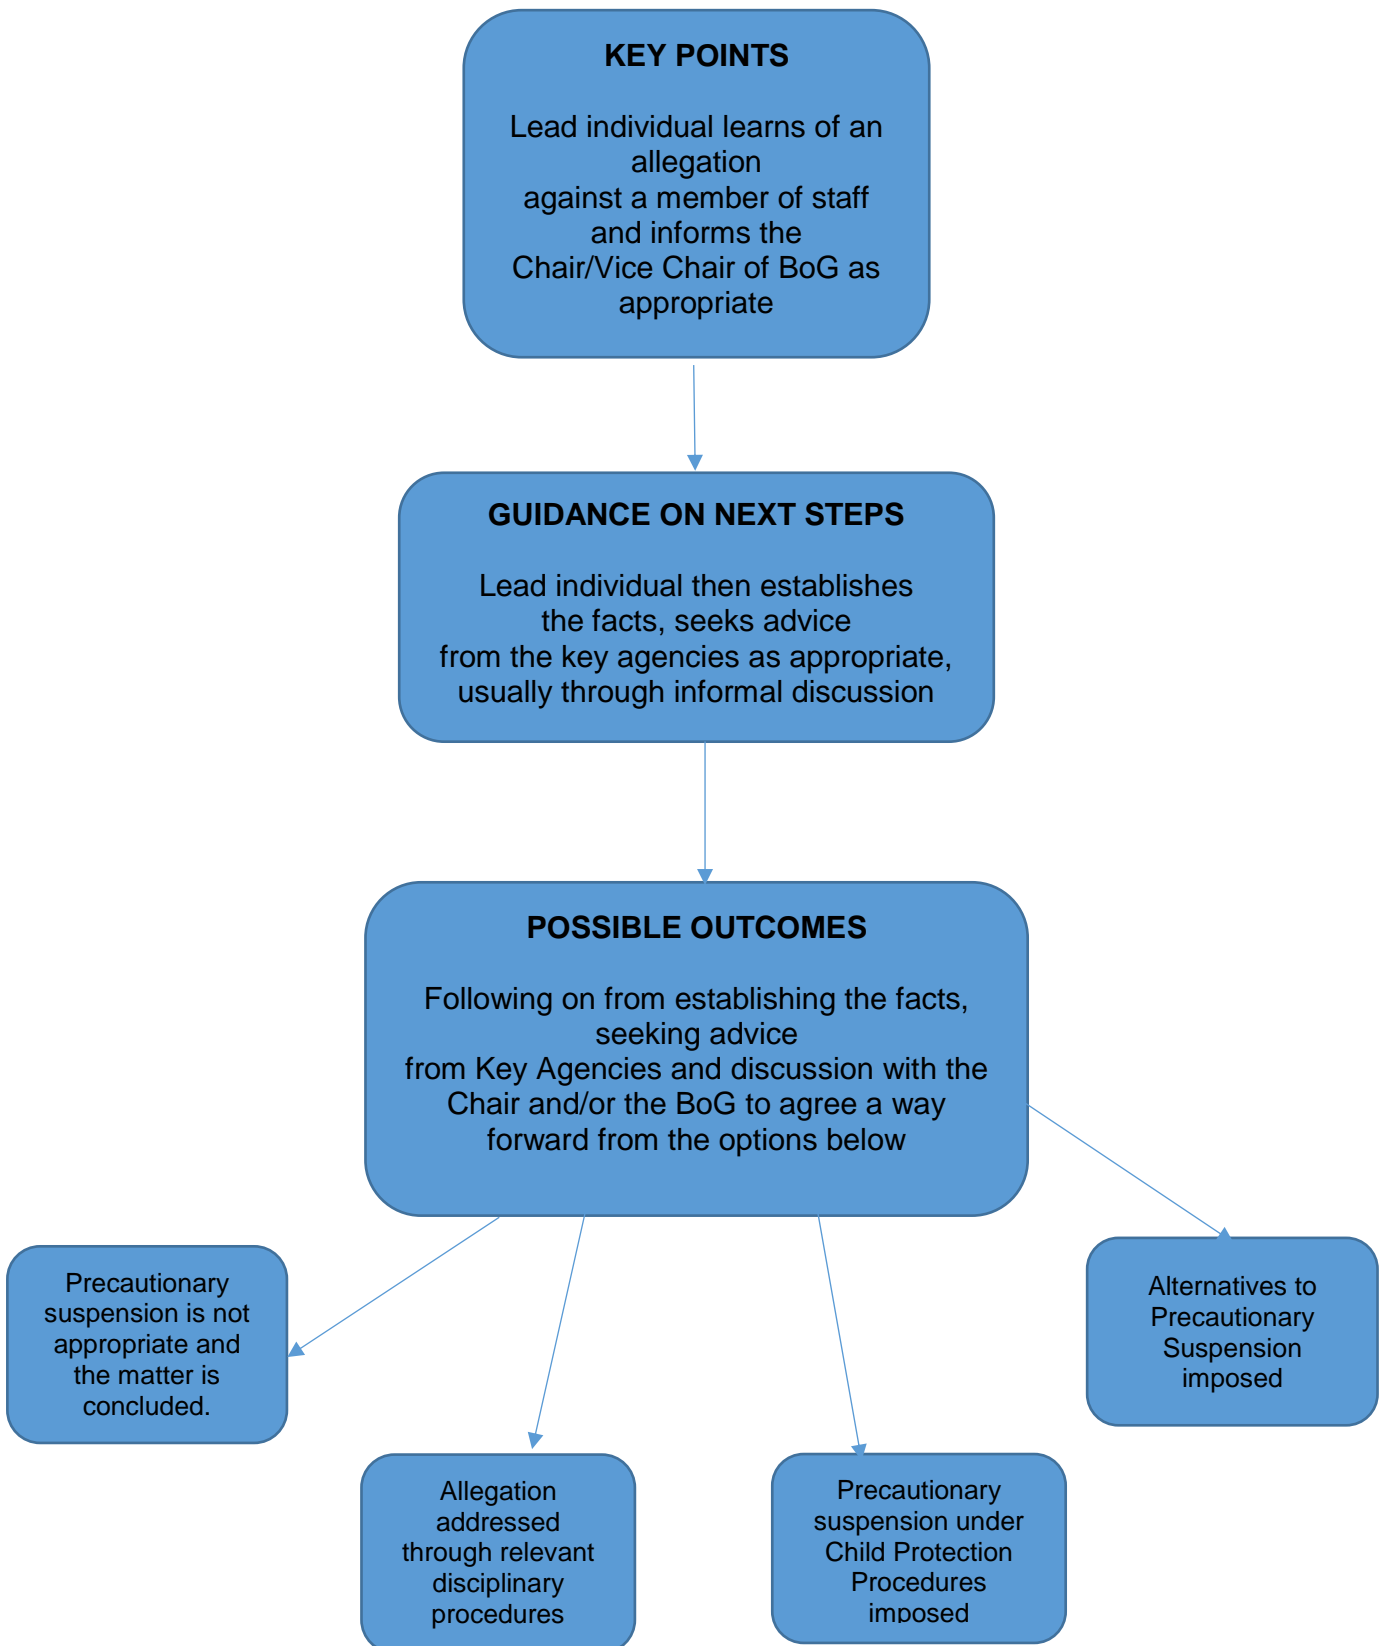 KEY POINTS
Lead individual learns of an
allegation
against a member of staff
and informs the
Chair/Vice Chair of BoG as
appropriate
GUIDANCE ON NEXT STEPS
Lead individual then establishes
the facts, seeks advice
from the key agencies as appropriate,
usually through informal discussion
POSSIBLE OUTCOMES
Following on from establishing the facts,
seeking advice
from Key Agencies and discussion with the
Chair and/or the BoG to agree a way
forward from the options below
Precautionary
suspension is not
appropriate and
the matter is
concluded.
Allegation
addressed
through relevant
disciplinary
procedures
Precautionary
suspension under
Child Protection
Procedures
imposed
Alternatives to
Precautionary
Suspension
imposed